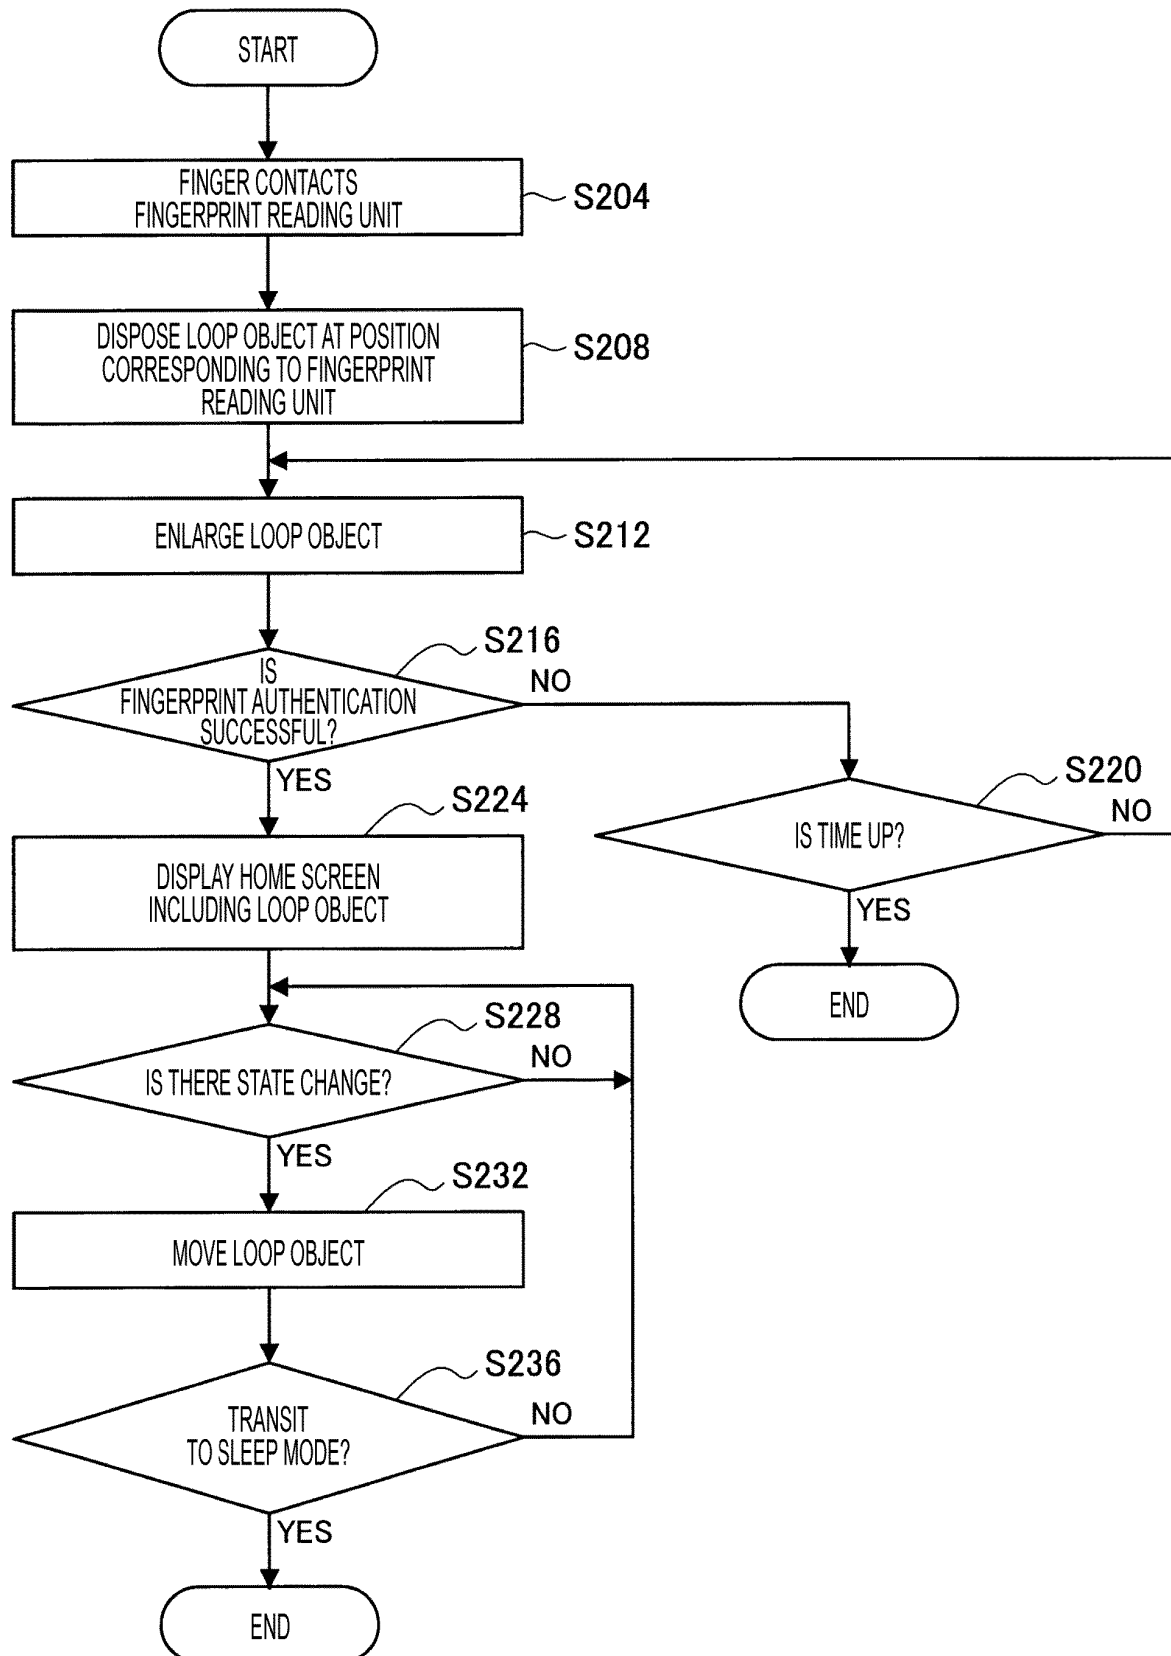 START
FINGER CONTACTS
FINGERPRINT READING UNIT
S204
DISPOSE LOOP OBJECT AT POSITION
CORRESPONDING TO FINGERPRINT
READING UNIT
S208
ENLARGE LOOP OBJECT
S212
S216
IS
FINGERPRINT AUTHENTICATION
SUCCESSFUL?
NO
YES
S220
IS TIME UP?
NO
YES
END
S224
DISPLAY HOME SCREEN
INCLUDING LOOP OBJECT
S228
IS THERE STATE CHANGE?
NO
YES
S232
MOVE LOOP OBJECT
S236
TRANSIT
TO SLEEP MODE?
NO
YES
END